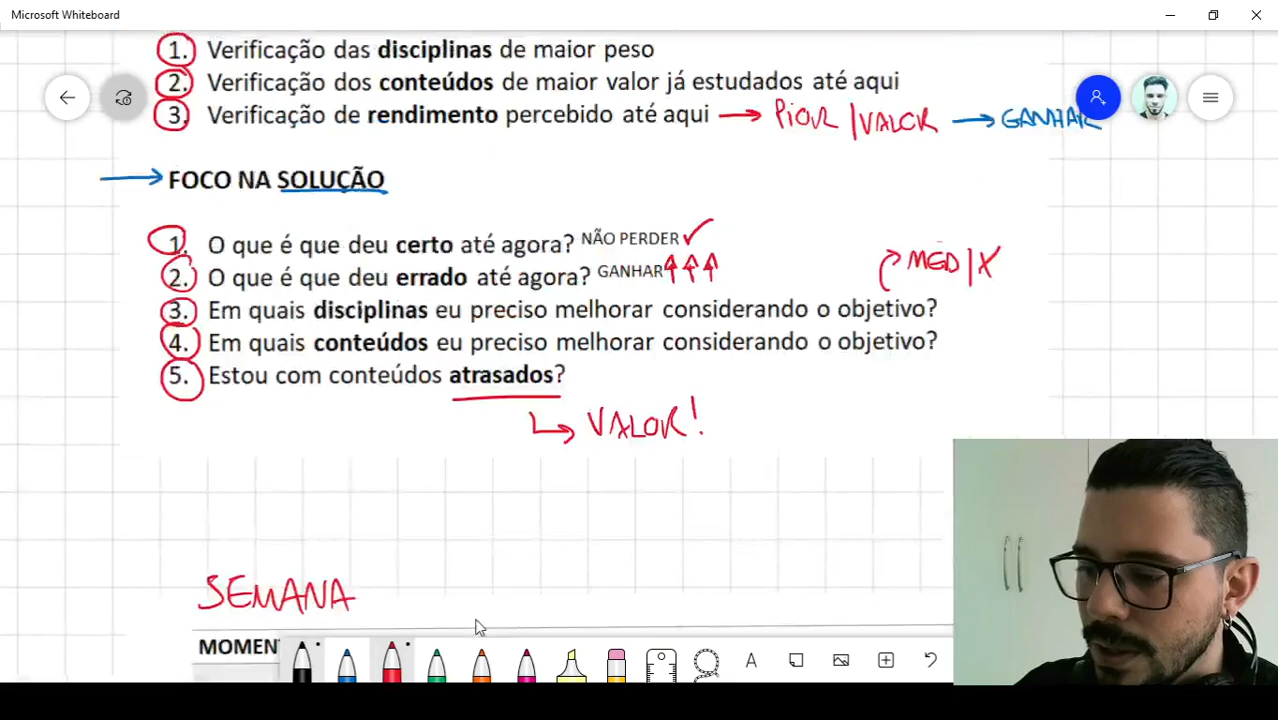 Microsoft Whiteboard
1. Verificação das disciplinas de maior peso
2. Verificação dos conteúdos de maior valor já estudados até aqui
3. Verificação de rendimento percebido até aqui → PIOR | VALOR → GANHAR
→ FOCO NA SOLUÇÃO
1. O que é que deu certo até agora? NÃO PERDER ✓
2. O que é que deu errado até agora? GANHAR ↑↑↑
MED | X
3. Em quais disciplinas eu preciso melhorar considerando o objetivo?
4. Em quais conteúdos eu preciso melhorar considerando o objetivo?
5. Estou com conteúdos atrasados?
↳ VALOR!
SEMANA